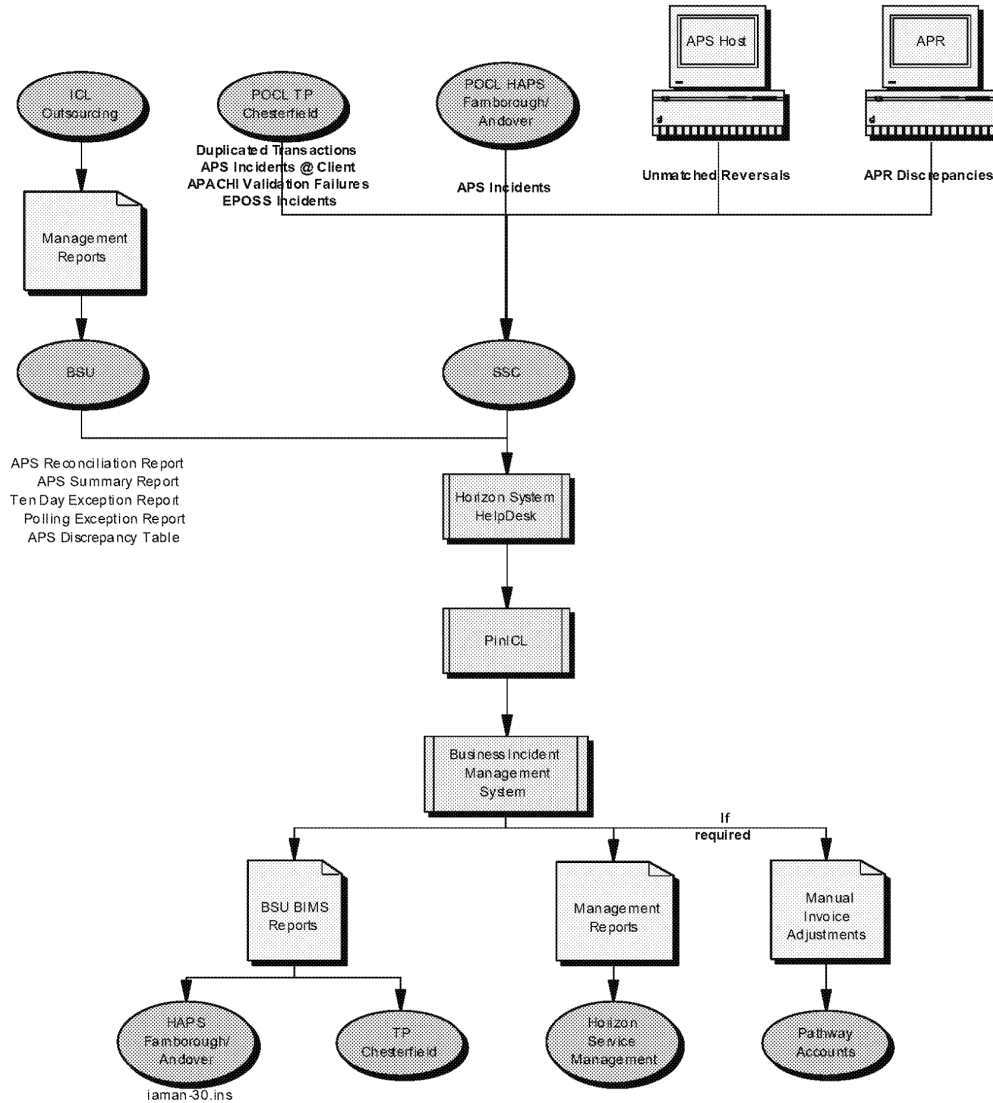 APS Host
APR
ICL
Outsourcing
POCL TP
Chesterfield
POCL HAPS
Farnborough/
Andover
Duplicated Transactions
APS Incidents @ Client
APACHI Validation Failures
EPOSS Incidents
APS Incidents
Unmatched Reversals
APR Discrepancies
Management
Reports
BSU
SSC
APS Reconciliation Report
APS Summary Report
Ten Day Exception Report
Polling Exception Report
APS Discrepancy Table
Horizon System
HelpDesk
PinICL
Business Incident
Management
System
If
required
BSU BIMS
Reports
Management
Reports
Manual
Invoice
Adjustments
HAPS
Farnborough/
Andover
TP
Chesterfield
Horizon
Service
Management
Pathway
Accounts
iaman-30.ins